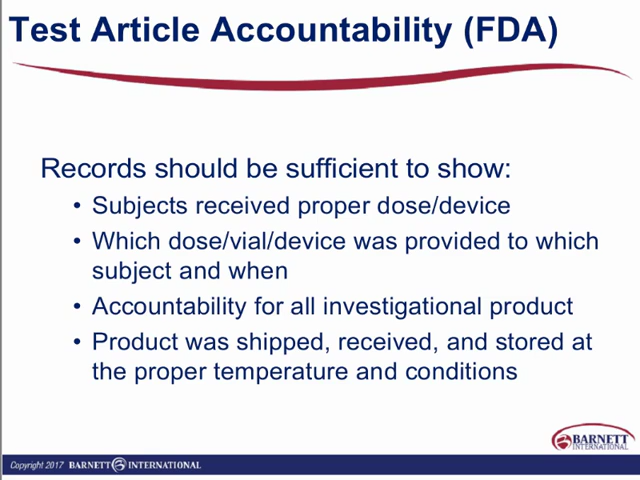 Test Article Accountability (FDA)
Records should be sufficient to show:
• Subjects received proper dose/device
• Which dose/vial/device was provided to which
subject and when
• Accountability for all investigational product
• Product was shipped, received, and stored at
the proper temperature and conditions
BARNETT
INTERNATIONAL
Copyright 2017 BARNETT INTERNATIONAL